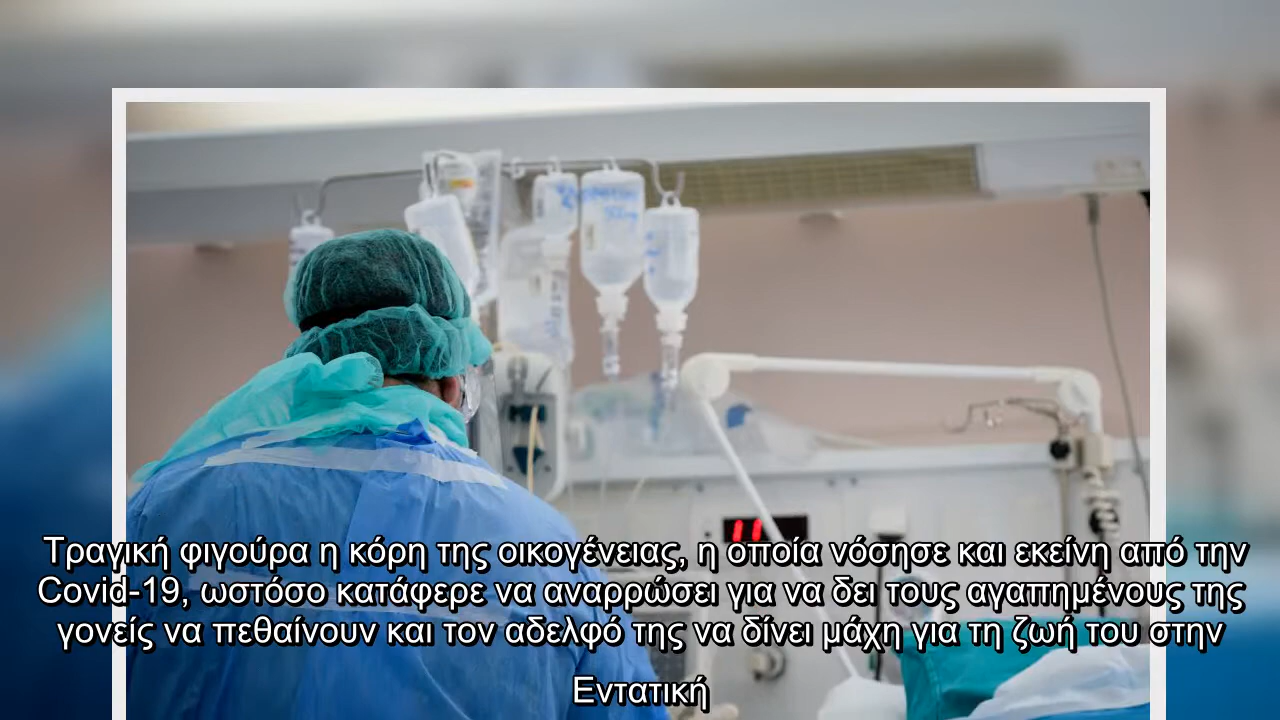 11
Τραγική φιγούρα η κόρη της οικογένειας, η οποία νόσησε και εκείνη από την
Covid-19, ωστόσο κατάφερε να αναρρώσει για να δει τους αγαπημένους της
γονείς να πεθαίνουν και τον αδελφό της να δίνει μάχη για τη ζωή του στην
Εντατική